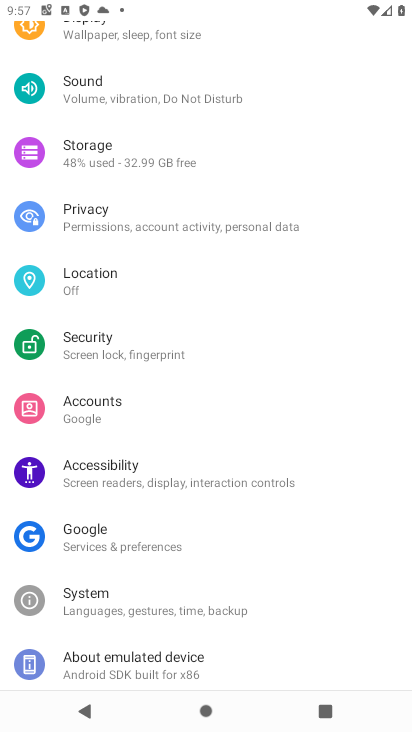 9:57
Display
Wallpaper, sleep, font size
Sound
Volume, vibration, Do Not Disturb
Storage
48% used - 32.99 GB free
Privacy
Permissions, account activity, personal data
Location
Off
Security
Screen lock, fingerprint
Accounts
Google
Accessibility
Screen readers, display, interaction controls
Google
Services & preferences
System
Languages, gestures, time, backup
About emulated device
Android SDK built for x86